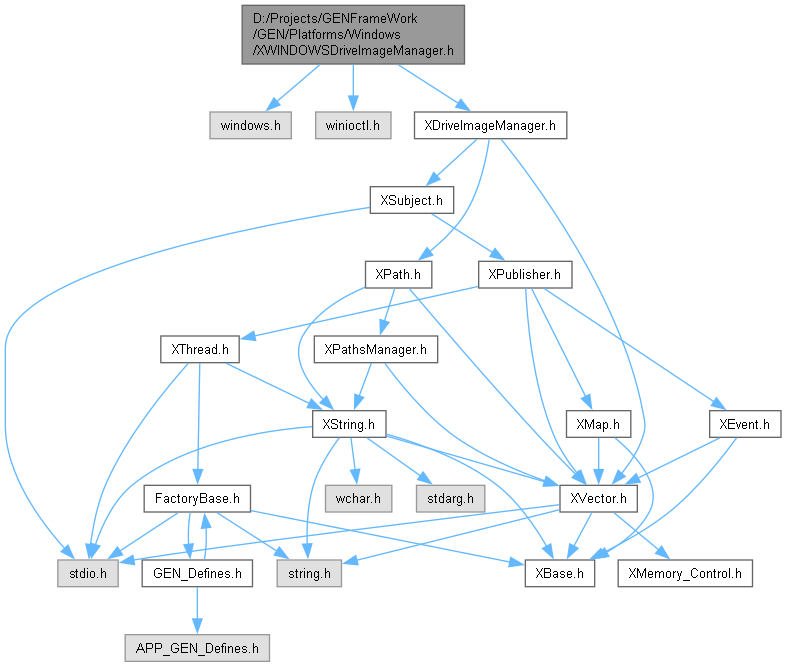 D:/Projects/GENFrameWork
/GEN/Platforms/Windows
/XWINDOWSDriveImageManager.h
windows.h
winioctl.h
XDriveImageManager.h
XSubject.h
XPath.h
XPublisher.h
XThread.h
XPathsManager.h
XString.h
XMap.h
XEvent.h
FactoryBase.h
wchar.h
stdarg.h
XVector.h
stdio.h
GEN_Defines.h
string.h
XBase.h
XMemory_Control.h
APP_GEN_Defines.h